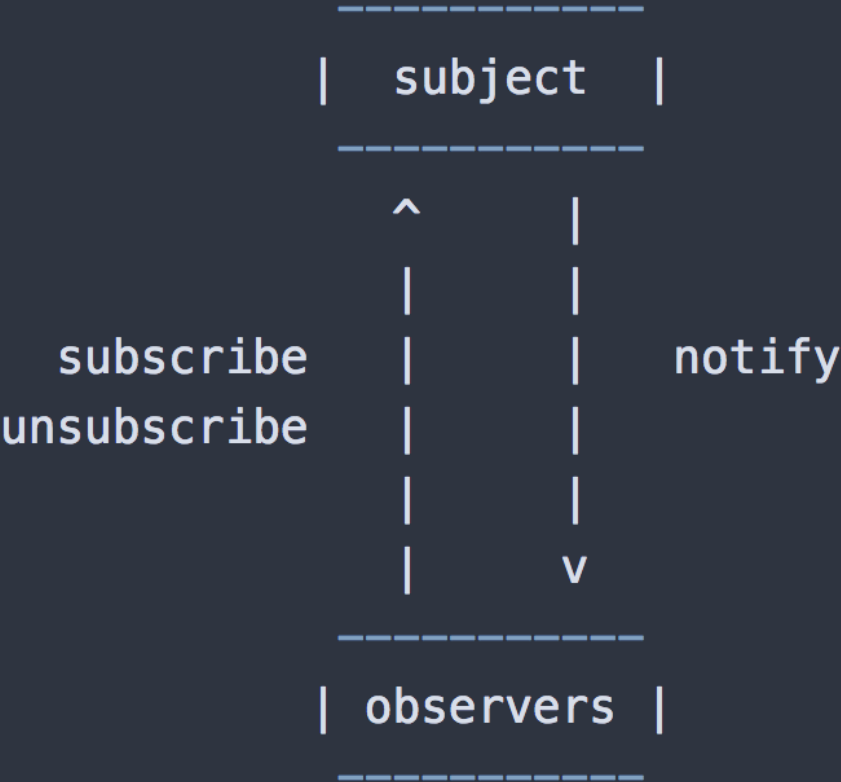 -----------
|  subject  |
-----------
^     |
|     |
subscribe   |     |   notify
unsubscribe   |     |
|     |
|     v
-----------
| observers |
-----------